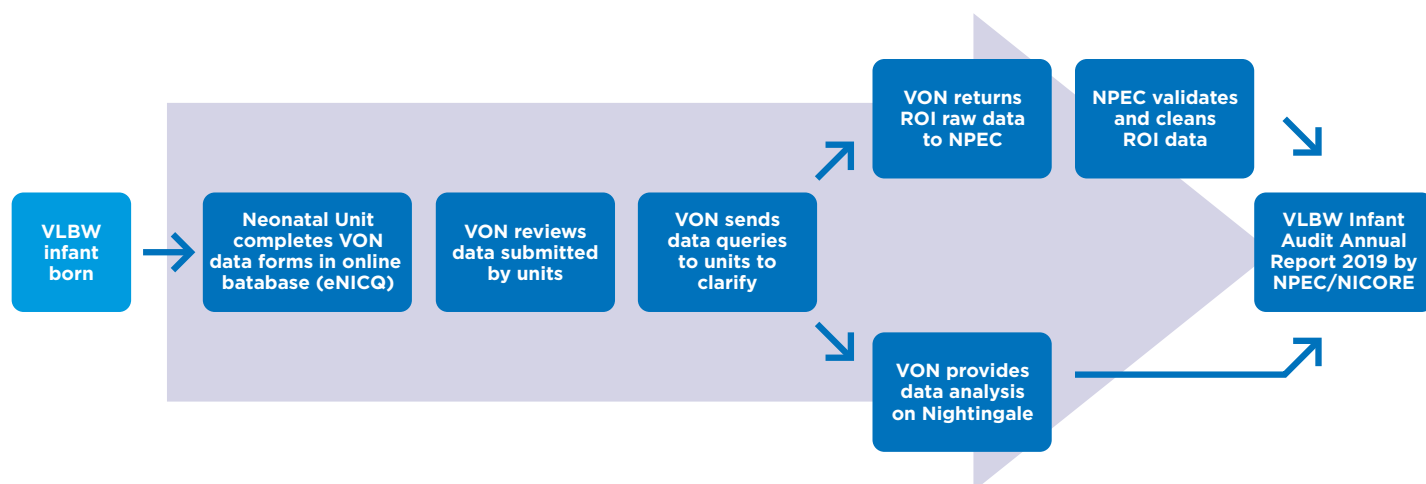 VLBW
infant
born
Neonatal Unit
completes VON
data forms in online
batabase (eNICQ)
VON reviews
data submitted
by units
VON sends
data queries
to units to
clarify
VON returns
ROI raw data
to NPEC
NPEC validates
and cleans
ROI data
VON provides
data analysis
on Nightingale
VLBW Infant
Audit Annual
Report 2019 by
NPEC/NICORE